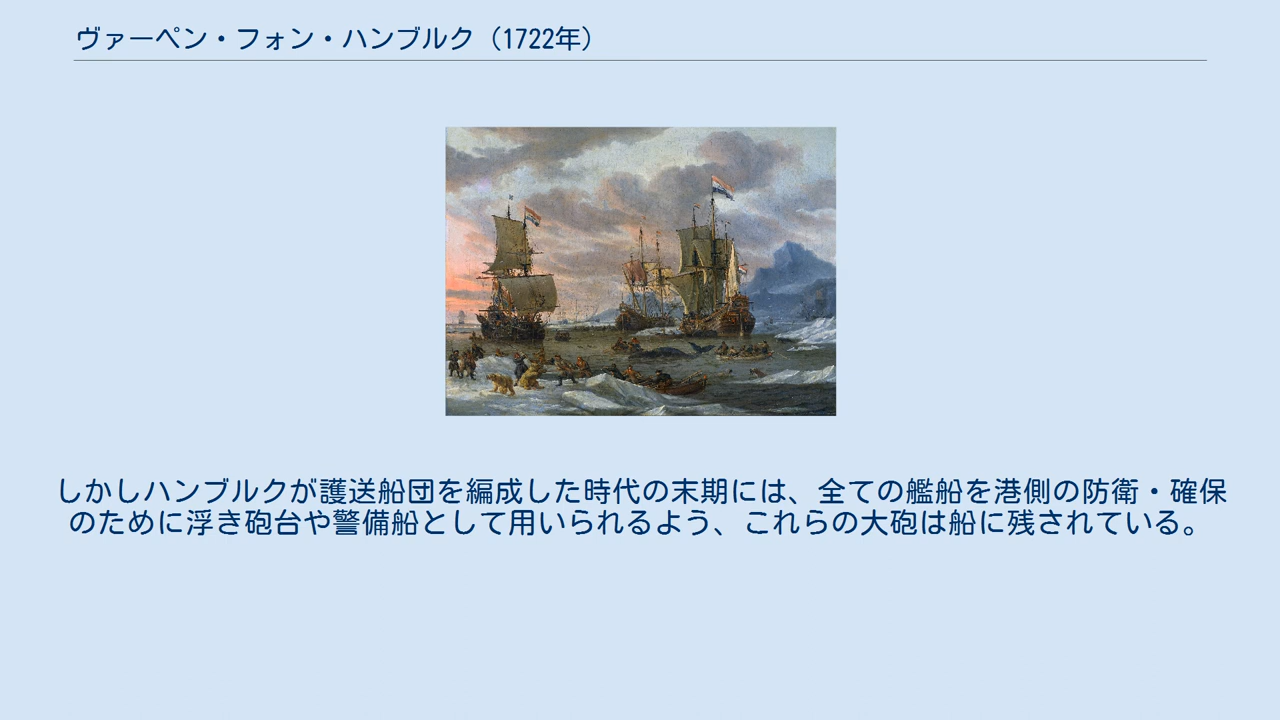 ヴァーペン・フォン・ハンブルク（1722年）
しかしハンブルクが護送船団を編成した時代の末期には、全ての艦船を港側の防衛・確保
のために浮き砲台や警備船として用いられるよう、これらの大砲は船に残されている。